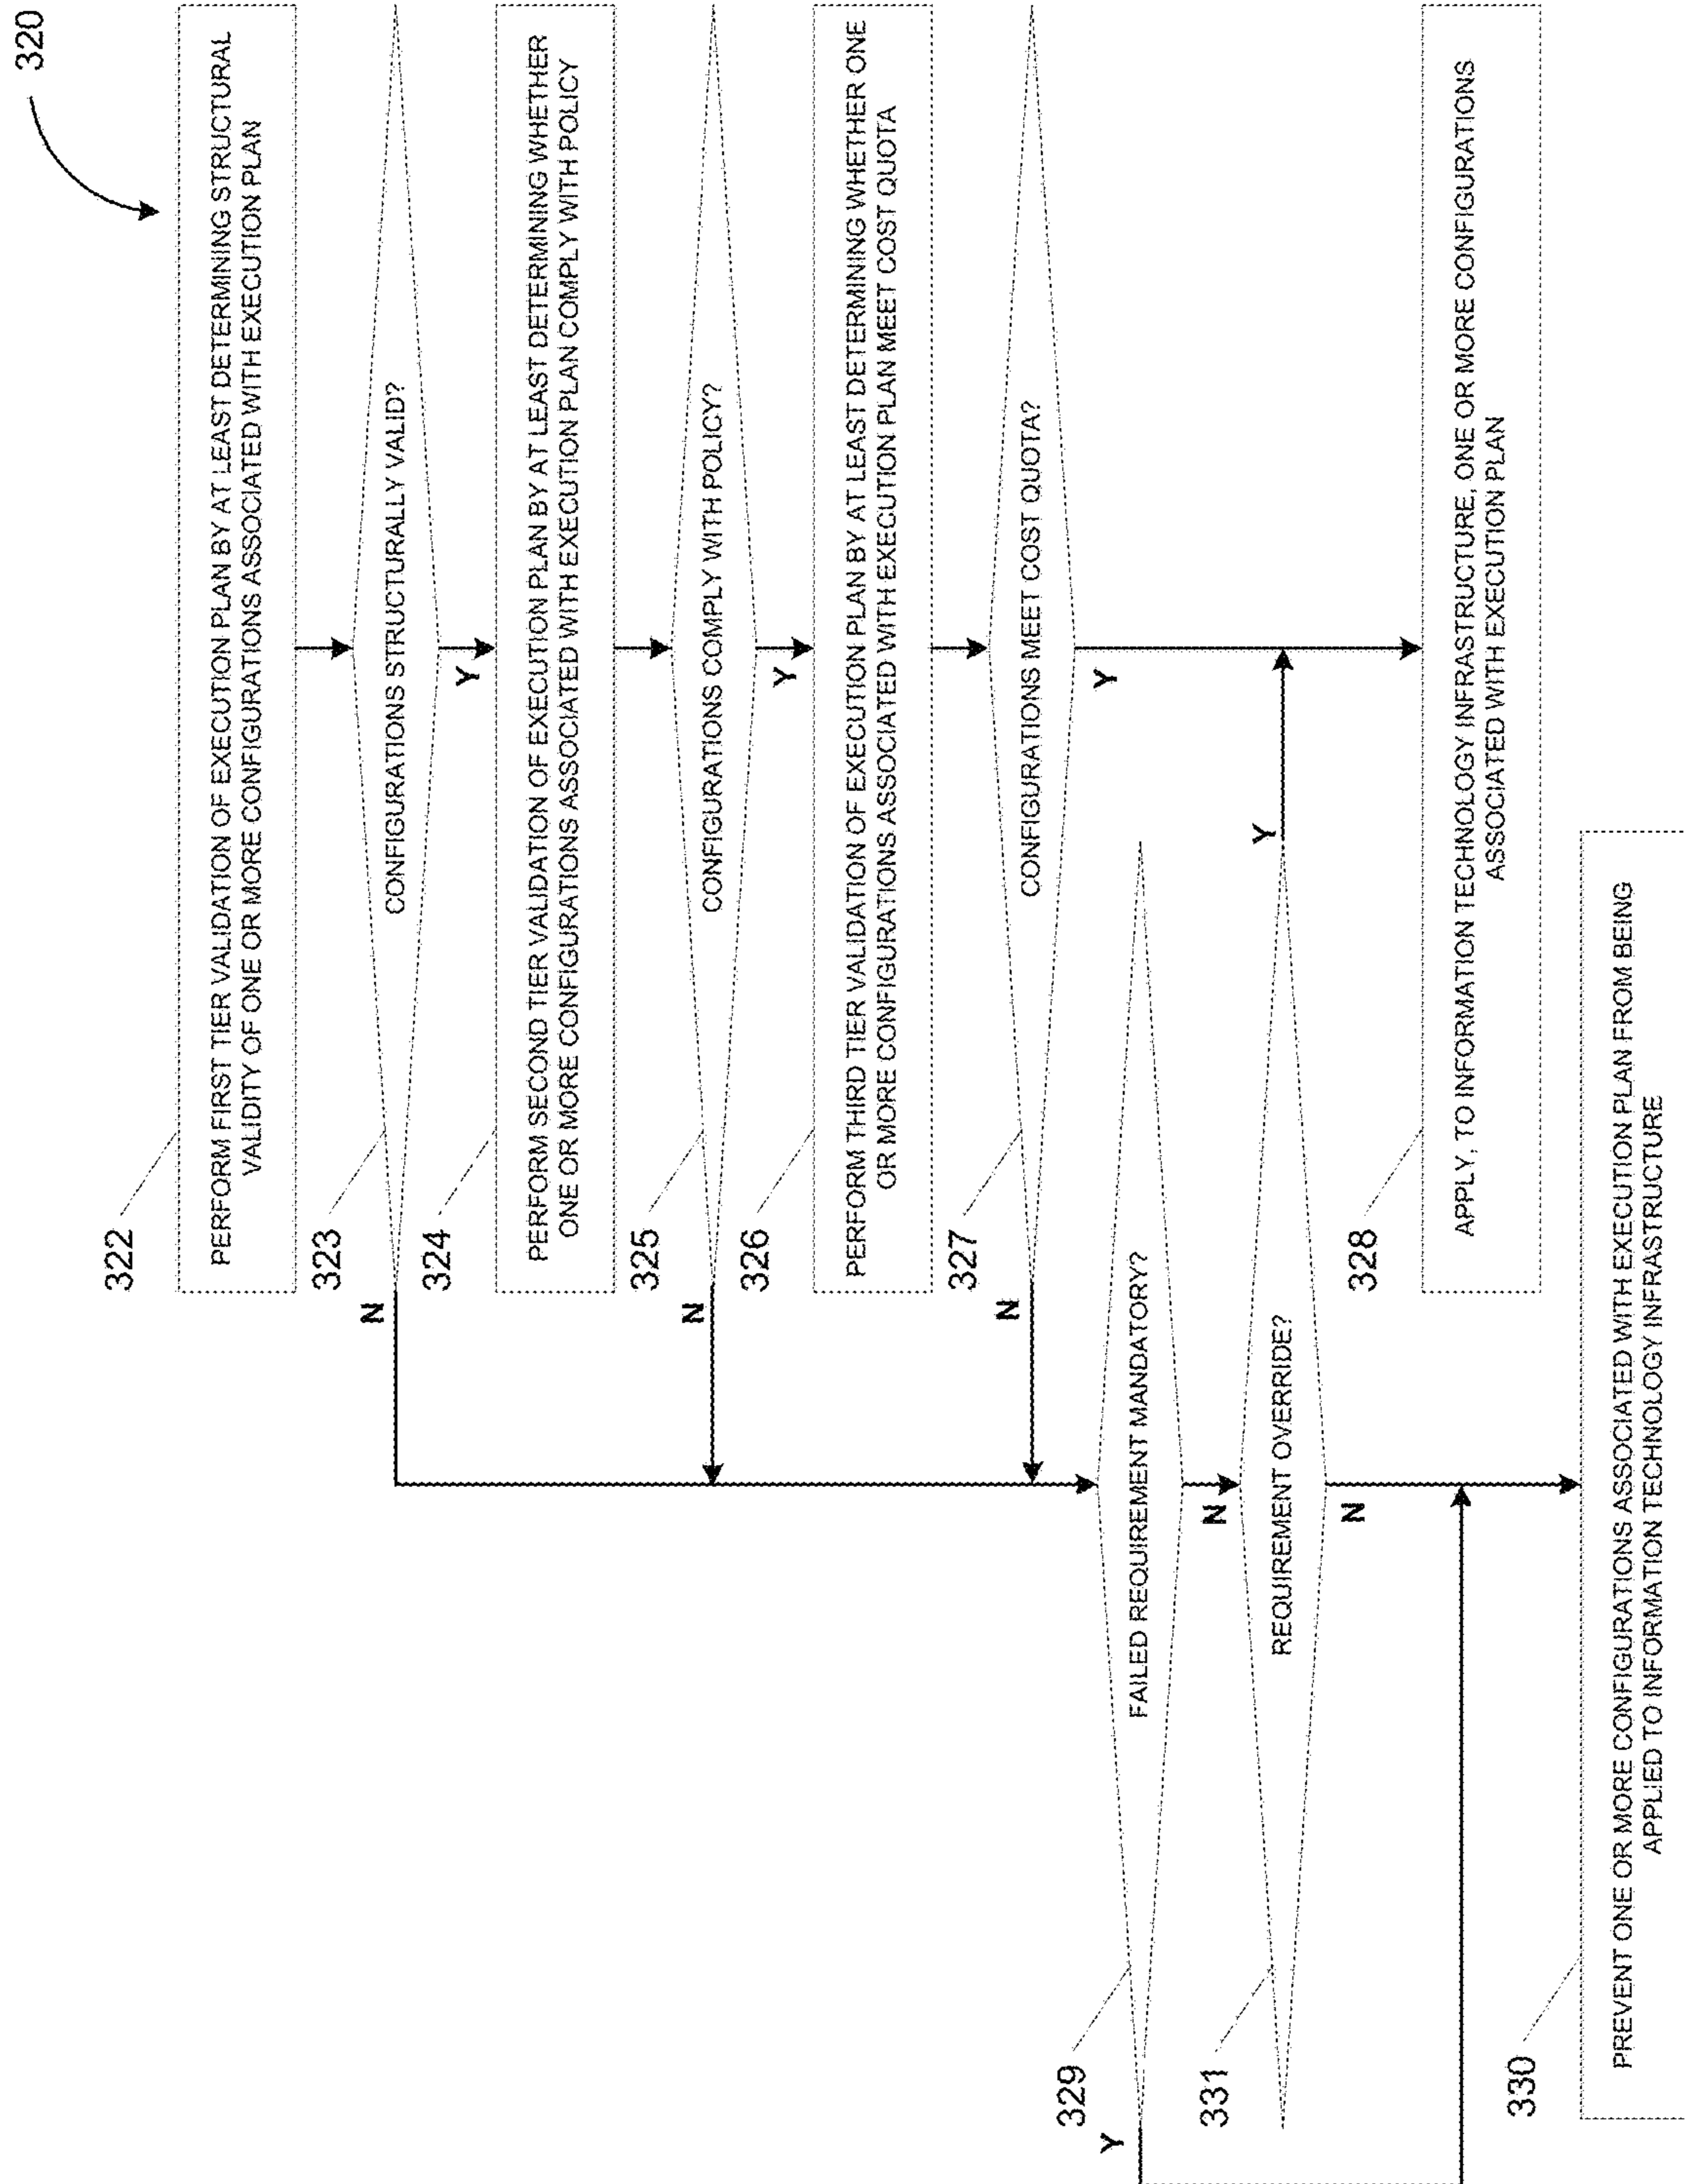 320
322
PERFORM FIRST TIER VALIDATION OF EXECUTION PLAN BY AT LEAST DETERMINING STRUCTURAL
VALIDITY OF ONE OR MORE CONFIGURATIONS ASSOCIATED WITH EXECUTION PLAN
323
CONFIGURATIONS STRUCTURALLY VALID?
N
Y
324
PERFORM SECOND TIER VALIDATION OF EXECUTION PLAN BY AT LEAST DETERMINING WHETHER
ONE OR MORE CONFIGURATIONS ASSOCIATED WITH EXECUTION PLAN COMPLY WITH POLICY
325
CONFIGURATIONS COMPLY WITH POLICY?
N
Y
326
PERFORM THIRD TIER VALIDATION OF EXECUTION PLAN BY AT LEAST DETERMINING WHETHER ONE
OR MORE CONFIGURATIONS ASSOCIATED WITH EXECUTION PLAN MEET COST QUOTA
327
CONFIGURATIONS MEET COST QUOTA?
N
Y
329
FAILED REQUIREMENT MANDATORY?
Y
N
331
REQUIREMENT OVERRIDE?
Y
N
328
APPLY, TO INFORMATION TECHNOLOGY INFRASTRUCTURE, ONE OR MORE CONFIGURATIONS
ASSOCIATED WITH EXECUTION PLAN
330
PREVENT ONE OR MORE CONFIGURATIONS ASSOCIATED WITH EXECUTION PLAN FROM BEING
APPLIED TO INFORMATION TECHNOLOGY INFRASTRUCTURE